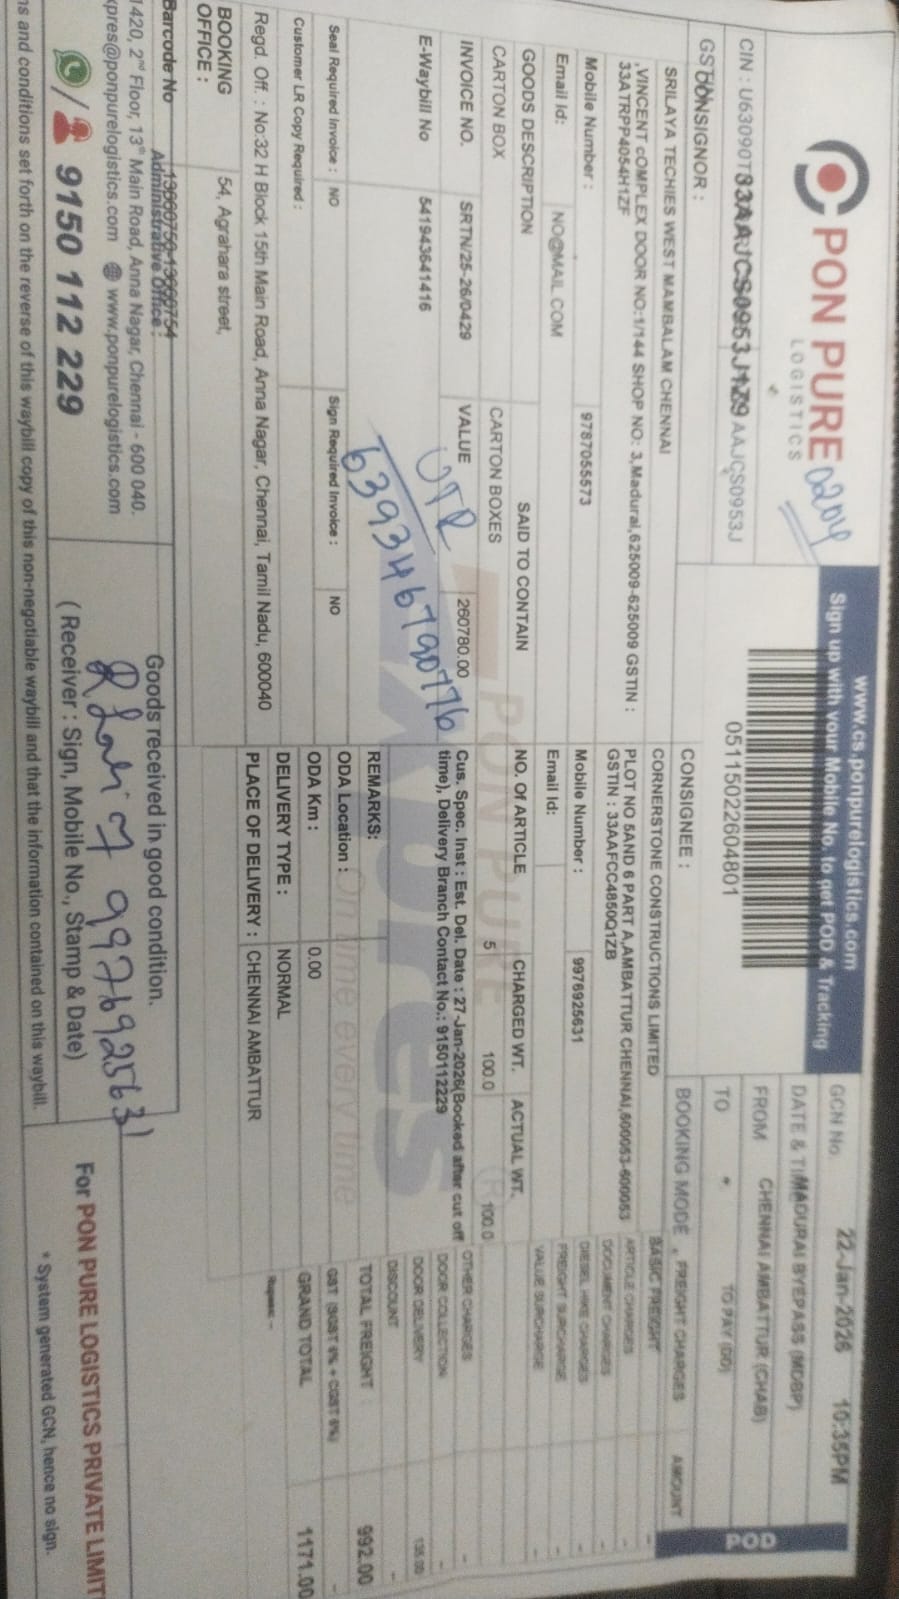 PON PURE
LOGISTICS
0204
www.cs.ponpurelogistics.com
Sign up with your Mobile No. to get POD & Tracking
GCN No. 22-Jan-2026 10:35PM
DATE & TIMADURAI BYEPASS (MDBP)
FROM CHENNAI AMBATTUR (CHAB)
TO TO PAY (DD)
POD
05115022604801
CONSIGNOR :
SRILAYA TECHIES WEST MAMBALAM CHENNAI
,VINCENT cOMPLEX DOOR NO:1/144 SHOP NO: 3,Madurai,625009-625009 GSTIN :
33ATRPP4054H1ZF
Mobile Number : 9787055573
Email Id: NO@MAIL.COM
CONSIGNEE :
CORNERSTONE CONSTRUCTIONS LIMITED
PLOT NO 5AND 6 PART A,AMBATTUR CHENNAI,600053-600053
GSTIN : 33AAFCC4850Q1ZB
Mobile Number : 9976925631
Email Id:
BOOKING MODE FREIGHT CHARGES AMOUNT
BASIC FREIGHT -
ARTICLE CHARGES -
DOCUMENT CHARGES -
DIESEL HIKE CHARGES -
FREIGHT SURCHARGE -
VALUE SURCHARGE -
OTHER CHARGES -
DOOR COLLECTION -
DOOR DELIVERY
DISCOUNT -
TOTAL FREIGHT : 992.00
GST (SGST 9% + CGST 9%) -
GRAND TOTAL 1171.00
GOODS DESCRIPTION SAID TO CONTAIN NO. Of ARTICLE CHARGED WT. ACTUAL WT.
CARTON BOX CARTON BOXES 5 100.0 100.0
INVOICE NO. SRTN/25-26/0429 VALUE 260780.00
E-Waybill No 541943641416
UTR
639346790776
Cus. Spec. Inst : Est. Del. Date : 27-Jan-2026(Booked after cut off
time), Delivery Branch Contact No.: 9150112229
REMARKS:
ODA Location :
ODA Km : 0.00
DELIVERY TYPE : NORMAL
PLACE OF DELIVERY : CHENNAI AMBATTUR
PON PURE
On time every time
Seal Required Invoice : NO Sign Required Invoice : NO
Customer LR Copy Required :
Regd. Off. : No:32 H Block 15th Main Road, Anna Nagar, Chennai, Tamil Nadu, 600040
BOOKING
OFFICE : 54, Agrahara street,
Barcode No
Administrative Office :
1420, 2nd Floor, 13th Main Road, Anna Nagar, Chennai - 600 040.
pres@ponpurelogistics.com www.ponpurelogistics.com
/ 9150 112 229
Goods received in good condition.
9976925631
( Receiver : Sign, Mobile No., Stamp & Date)
For PON PURE LOGISTICS PRIVATE LIMIT
* System generated GCN, hence no sign.
ns and conditions set forth on the reverse of this waybill copy of this non-negotiable waybill and that the information contained on this waybill.